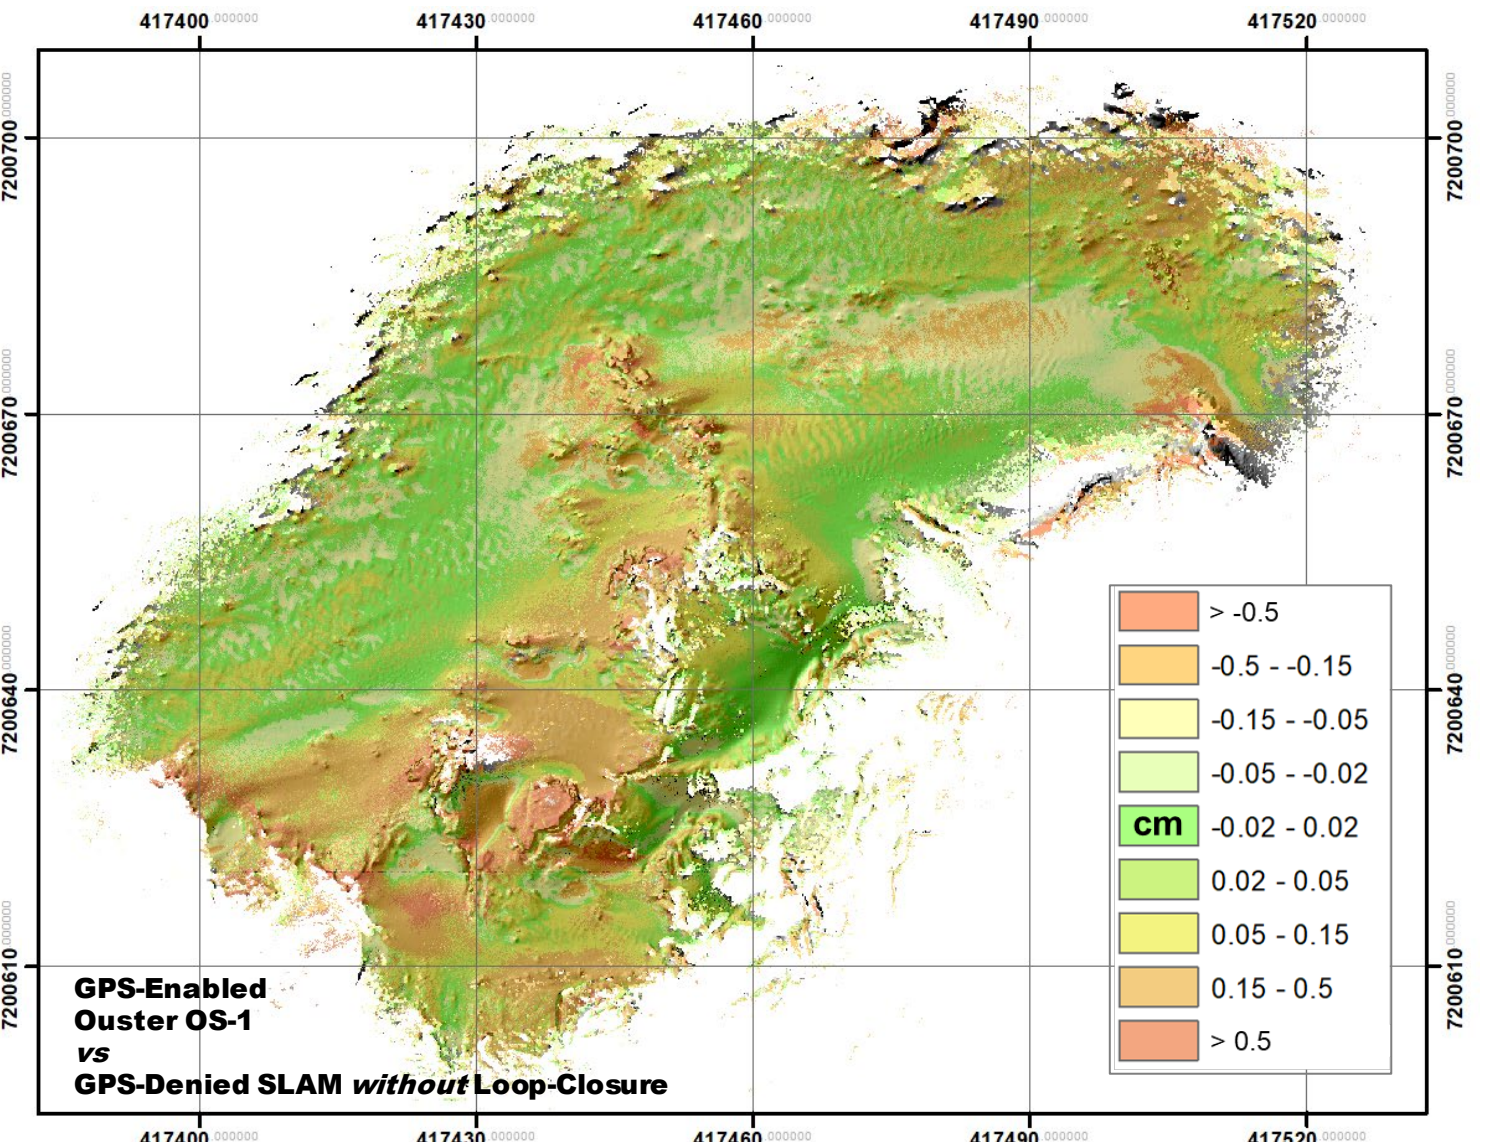 417400.000000 417430.000000 417460.000000 417490.000000 417520.000000
7200700.000000 7200700.000000
7200670.000000 7200670.000000
7200640.000000 7200640.000000
7200610.000000 7200610.000000
> -0.5
-0.5 - -0.15
-0.15 - -0.05
-0.05 - -0.02
cm -0.02 - 0.02
0.02 - 0.05
0.05 - 0.15
0.15 - 0.5
> 0.5
GPS-Enabled
Ouster OS-1
vs
GPS-Denied SLAM without Loop-Closure
417400.000000 417430.000000 417460.000000 417490.000000 417520.000000